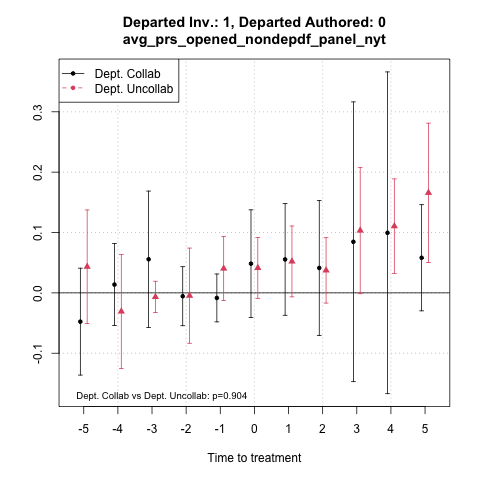 Departed Inv.: 1, Departed Authored: 0
avg_prs_opened_nondepdf_panel_nyt
Dept. Collab
Dept. Uncollab
0.3
0.2
0.1
0.0
-0.1
Dept. Collab vs Dept. Uncollab: p=0.904
-5 -4 -3 -2 -1 0 1 2 3 4 5
Time to treatment